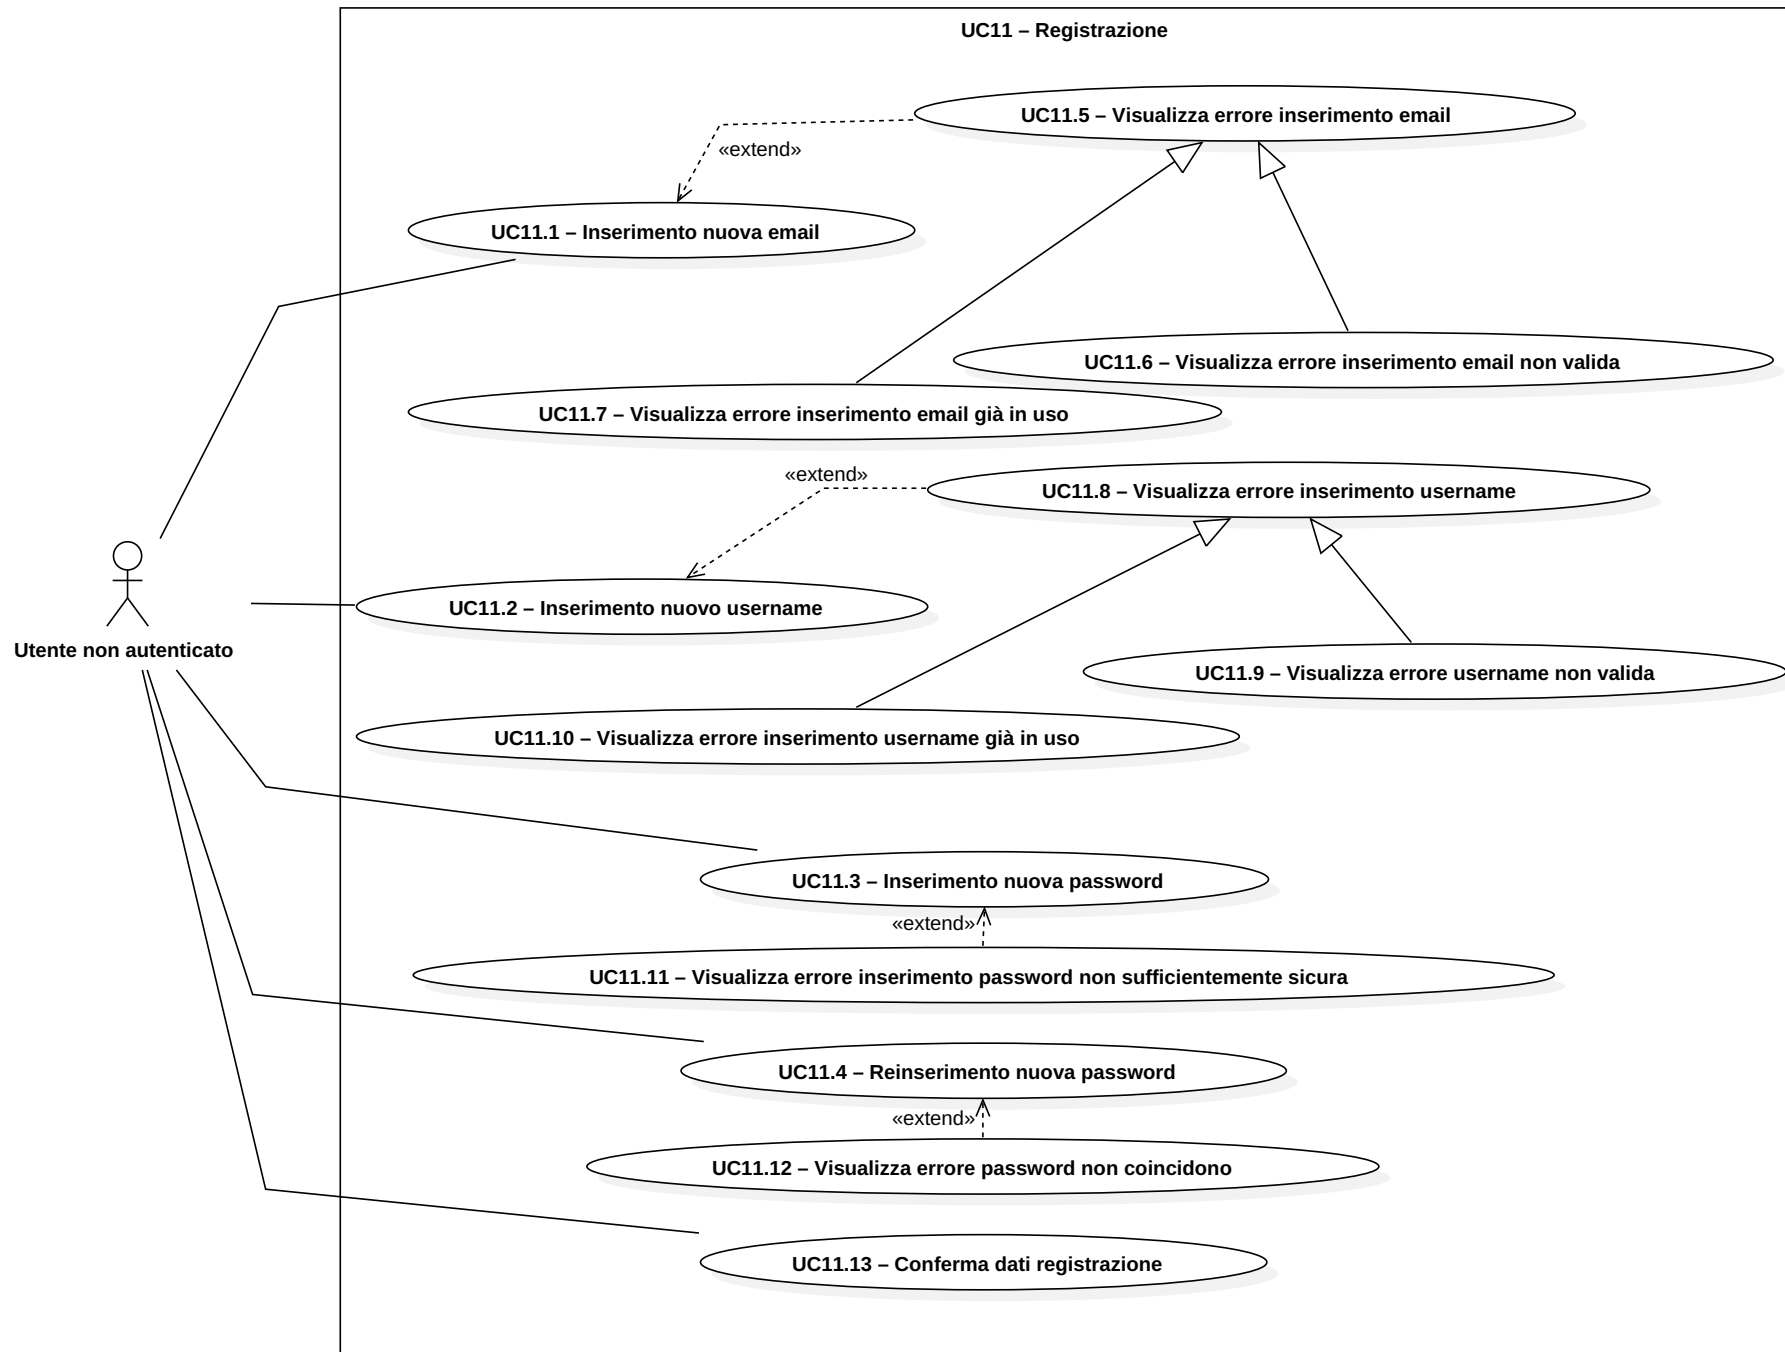 UC11 – Registrazione
UC11.5 – Visualizza errore inserimento email
«extend»
UC11.1 – Inserimento nuova email
UC11.6 – Visualizza errore inserimento email non valida
UC11.7 – Visualizza errore inserimento email già in uso
«extend»
UC11.8 – Visualizza errore inserimento username
UC11.2 – Inserimento nuovo username
Utente non autenticato
UC11.9 – Visualizza errore username non valida
UC11.10 – Visualizza errore inserimento username già in uso
UC11.3 – Inserimento nuova password
«extend»
UC11.11 – Visualizza errore inserimento password non sufficientemente sicura
UC11.4 – Reinserimento nuova password
«extend»
UC11.12 – Visualizza errore password non coincidono
UC11.13 – Conferma dati registrazione